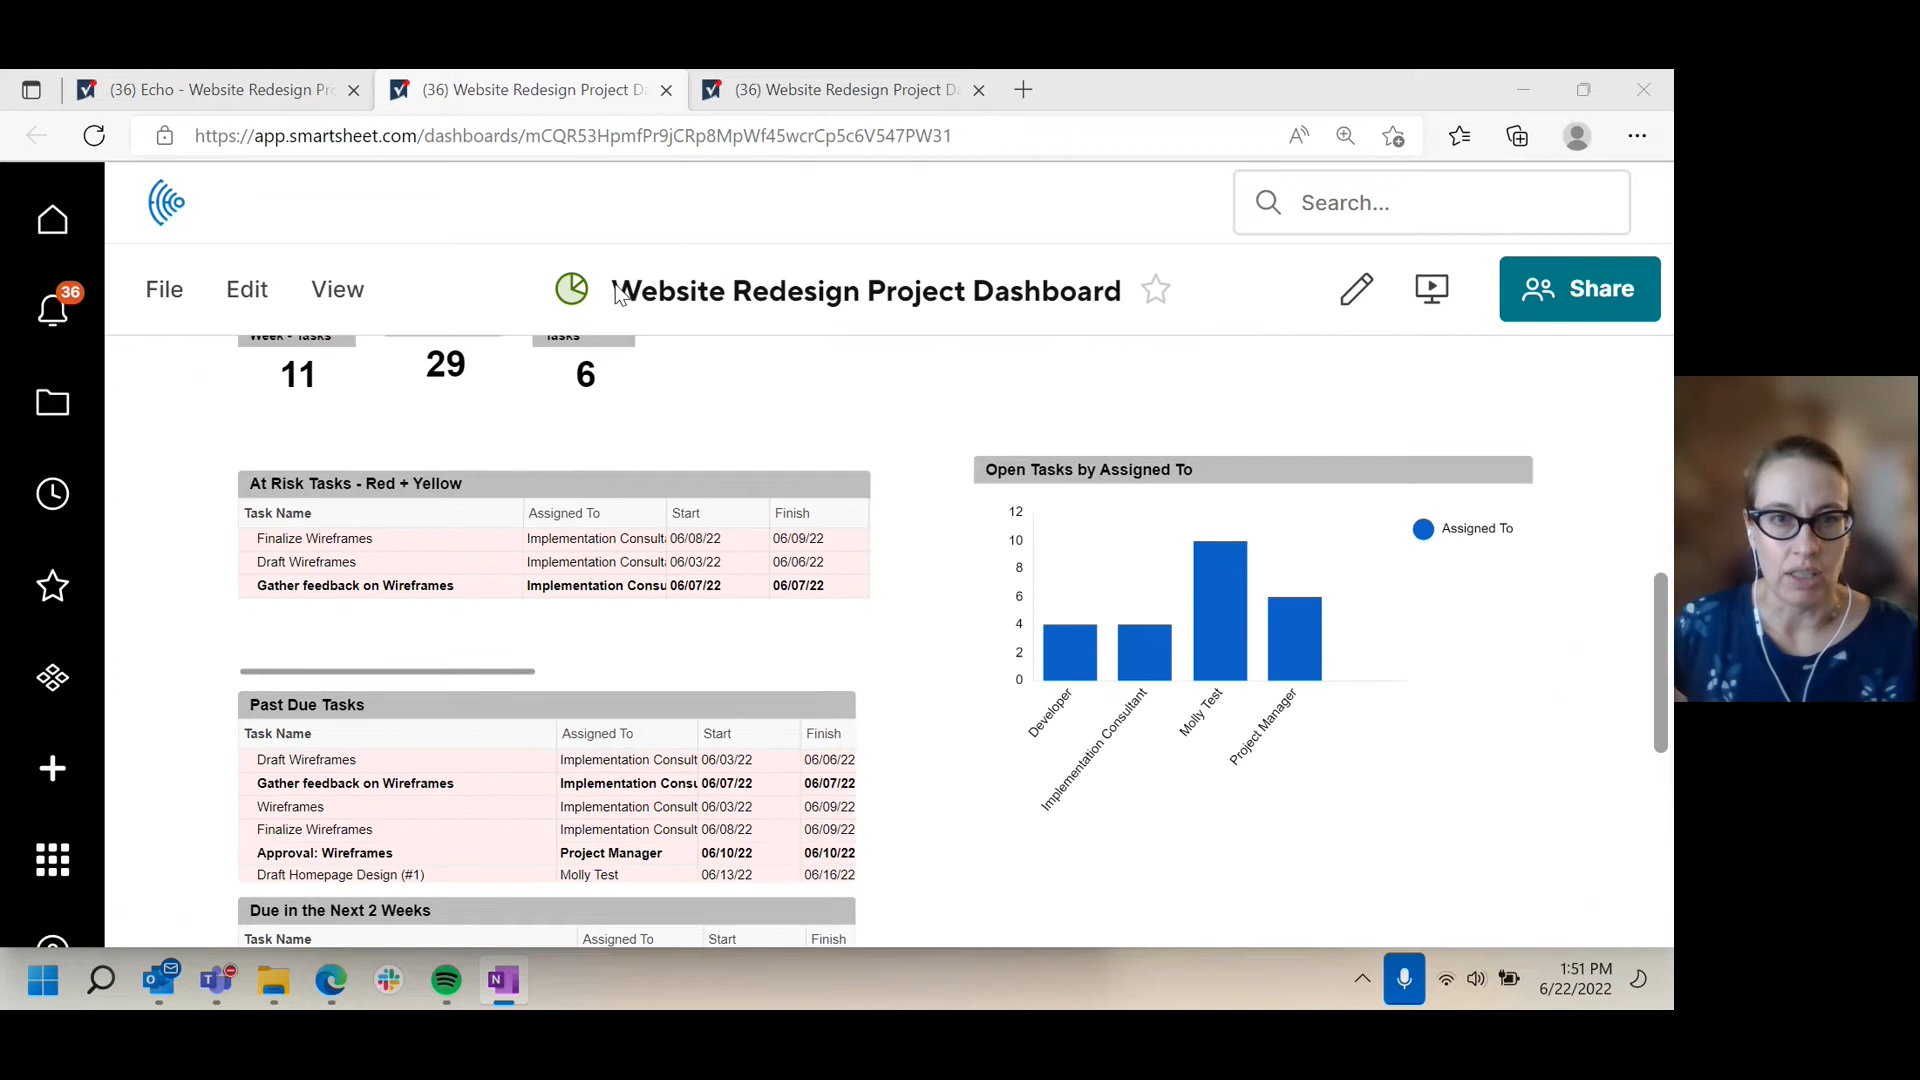 (36) Echo - Website Redesign Pr
(36) Website Redesign Project D
(36) Website Redesign Project D
https://app.smartsheet.com/dashboards/mCQR53HpmfPr9jCRp8MpWf45wcrCp5c6V547PW31
Search...
36
File Edit View
Website Redesign Project Dashboard
Share
Week - Tasks Tasks
11 29 6
At Risk Tasks - Red + Yellow
Task Name Assigned To Start Finish
Finalize Wireframes Implementation Consult 06/08/22 06/09/22
Draft Wireframes Implementation Consult 06/03/22 06/06/22
Gather feedback on Wireframes Implementation Consu 06/07/22 06/07/22
Past Due Tasks
Task Name Assigned To Start Finish
Draft Wireframes Implementation Consult 06/03/22 06/06/22
Gather feedback on Wireframes Implementation Consu 06/07/22 06/07/22
Wireframes Implementation Consult 06/03/22 06/09/22
Finalize Wireframes Implementation Consult 06/08/22 06/09/22
Approval: Wireframes Project Manager 06/10/22 06/10/22
Draft Homepage Design (#1) Molly Test 06/13/22 06/16/22
Due in the Next 2 Weeks
Task Name Assigned To Start Finish
Open Tasks by Assigned To
12
10
8
6
4
2
0
Developer
Implementation Consultant
Molly Test
Project Manager
Assigned To
1:51 PM
6/22/2022